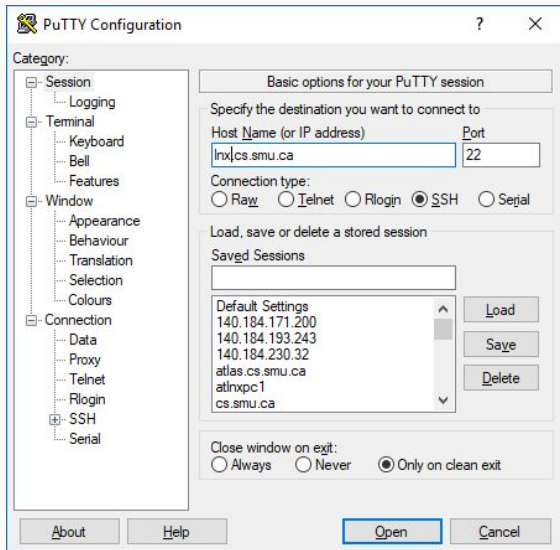 PuTTY Configuration
?
Category:
Session
Logging
Terminal
Keyboard
Bell
Features
Window
Appearance
Behaviour
Translation
Selection
Colours
Connection
Data
Proxy
Telnet
Rlogin
SSH
Serial
Basic options for your PuTTY session
Specify the destination you want to connect to
Host Name (or IP address) Port
lnx.cs.smu.ca 22
Connection type:
Raw Telnet Rlogin SSH Serial
Load, save or delete a stored session
Saved Sessions
Default Settings
140.184.171.200
140.184.193.243
140.184.230.32
atlas.cs.smu.ca
atlnxpc1
cs.smu.ca
Load
Save
Delete
Close window on exit:
Always Never Only on clean exit
About Help Open Cancel